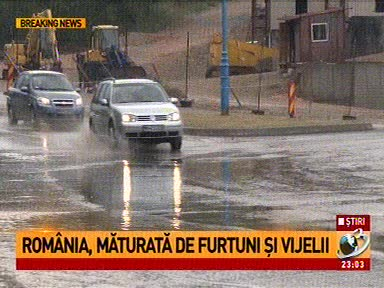 BREAKING NEWS
ȘTIRI
ROMÂNIA, MĂTURATĂ DE FURTUNI ȘI VIJELII
23:03